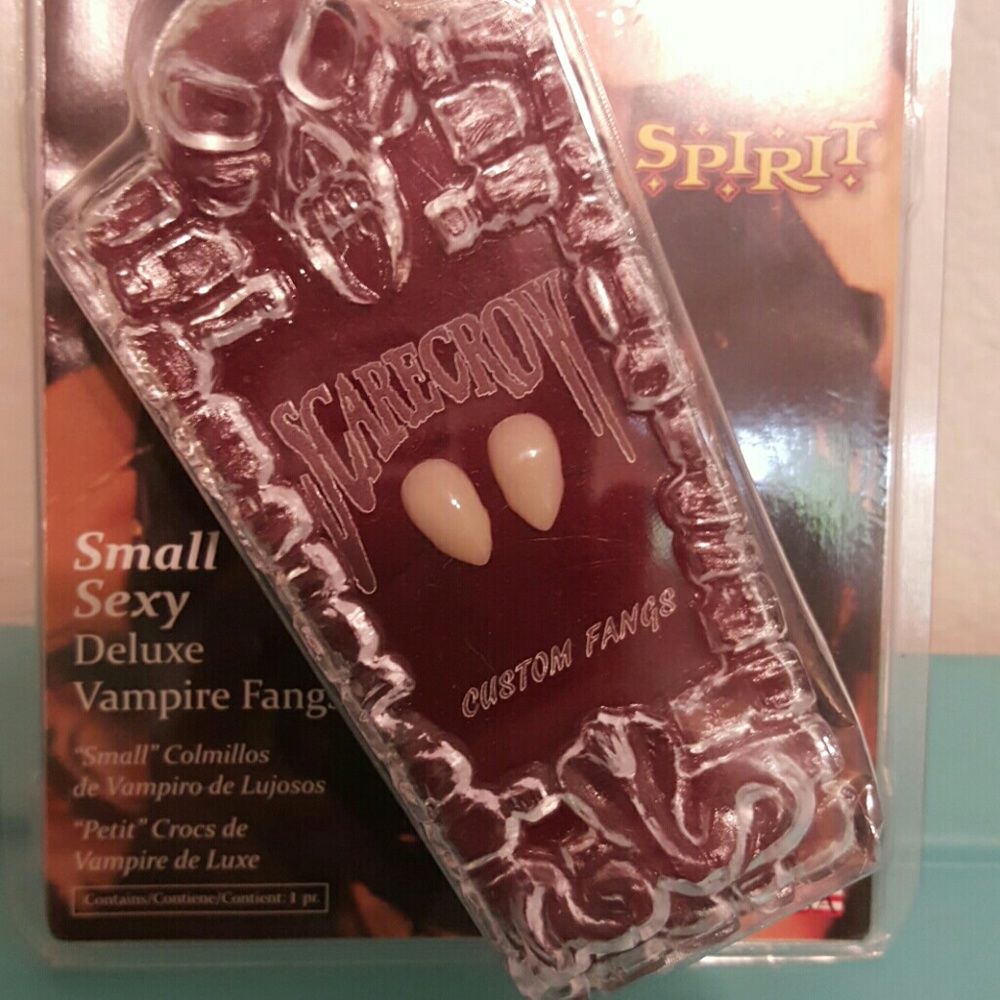 SPIRIT
SCARECROW
CUSTOM FANGS
Small
Sexy
Deluxe
Vampire Fangs
"Small" Colmillos
de Vampiro de Lujosos
"Petit" Crocs de
Vampire de Luxe
Contains/Contiene/Contient: 1 pr.